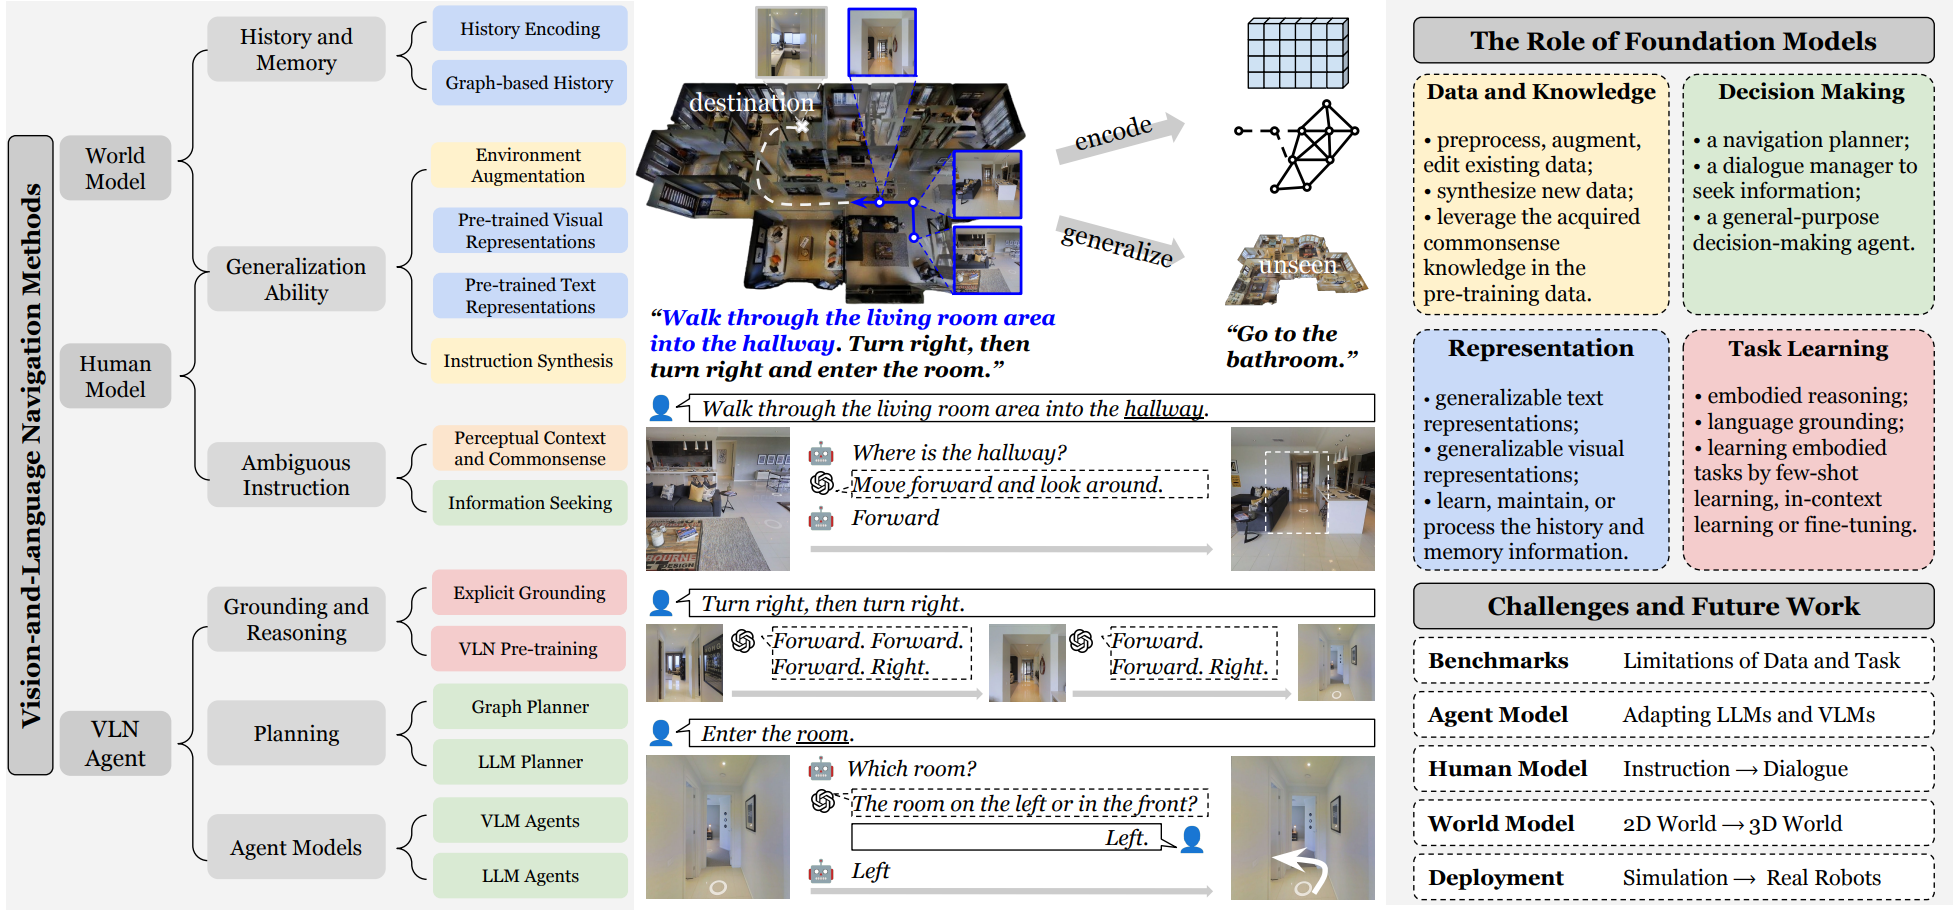 Vision-and-Language Navigation Methods
World
Model
Human
Model
VLN
Agent
History and
Memory
Generalization
Ability
Ambiguous
Instruction
Grounding and
Reasoning
Planning
Agent Models
History Encoding
Graph-based History
Environment
Augmentation
Pre-trained Visual
Representations
Pre-trained Text
Representations
Instruction Synthesis
Perceptual Context
and Commonsense
Information Seeking
Explicit Grounding
VLN Pre-training
Graph Planner
LLM Planner
VLM Agents
LLM Agents
destination
encode
generalize
unseen
“Walk through the living room area
into the hallway. Turn right, then
turn right and enter the room.”
“Go to the
bathroom.”
Walk through the living room area into the hallway.
Where is the hallway?
Move forward and look around.
Forward
Turn right, then turn right.
Forward. Forward.
Forward. Right.
Forward.
Forward. Right.
Enter the room.
Which room?
The room on the left or in the front?
Left.
Left
The Role of Foundation Models
Data and Knowledge
• preprocess, augment,
edit existing data;
• synthesize new data;
• leverage the acquired
commonsense
knowledge in the
pre-training data.
Decision Making
• a navigation planner;
• a dialogue manager to
seek information;
• a general-purpose
decision-making agent.
Representation
• generalizable text
representations;
• generalizable visual
representations;
• learn, maintain, or
process the history and
memory information.
Task Learning
• embodied reasoning;
• language grounding;
• learning embodied
tasks by few-shot
learning, in-context
learning or fine-tuning.
Challenges and Future Work
Benchmarks Limitations of Data and Task
Agent Model Adapting LLMs and VLMs
Human Model Instruction → Dialogue
World Model 2D World → 3D World
Deployment Simulation → Real Robots